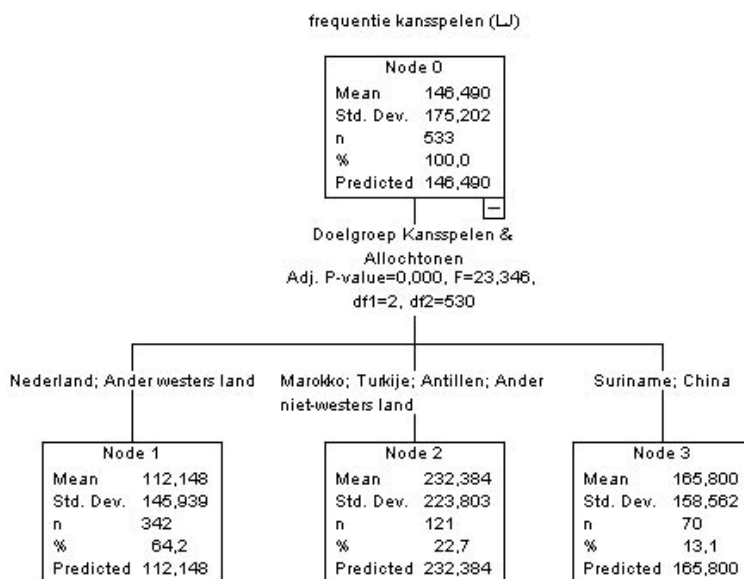 frequentie kansspelen (LJ)
Node 0
Mean 146,490
Std. Dev. 175,202
n 533
% 100,0
Predicted 146,490
Doelgroep Kansspelen &
Allochtonen
Adj. P-value=0,000, F=23,346,
df1=2, df2=530
Nederland; Ander westers land
Marokko; Turkije; Antillen; Ander
niet-westers land
Suriname; China
Node 1
Mean 112,148
Std. Dev. 145,939
n 342
% 64,2
Predicted 112,148
Node 2
Mean 232,384
Std. Dev. 223,803
n 121
% 22,7
Predicted 232,384
Node 3
Mean 165,800
Std. Dev. 158,562
n 70
% 13,1
Predicted 165,800